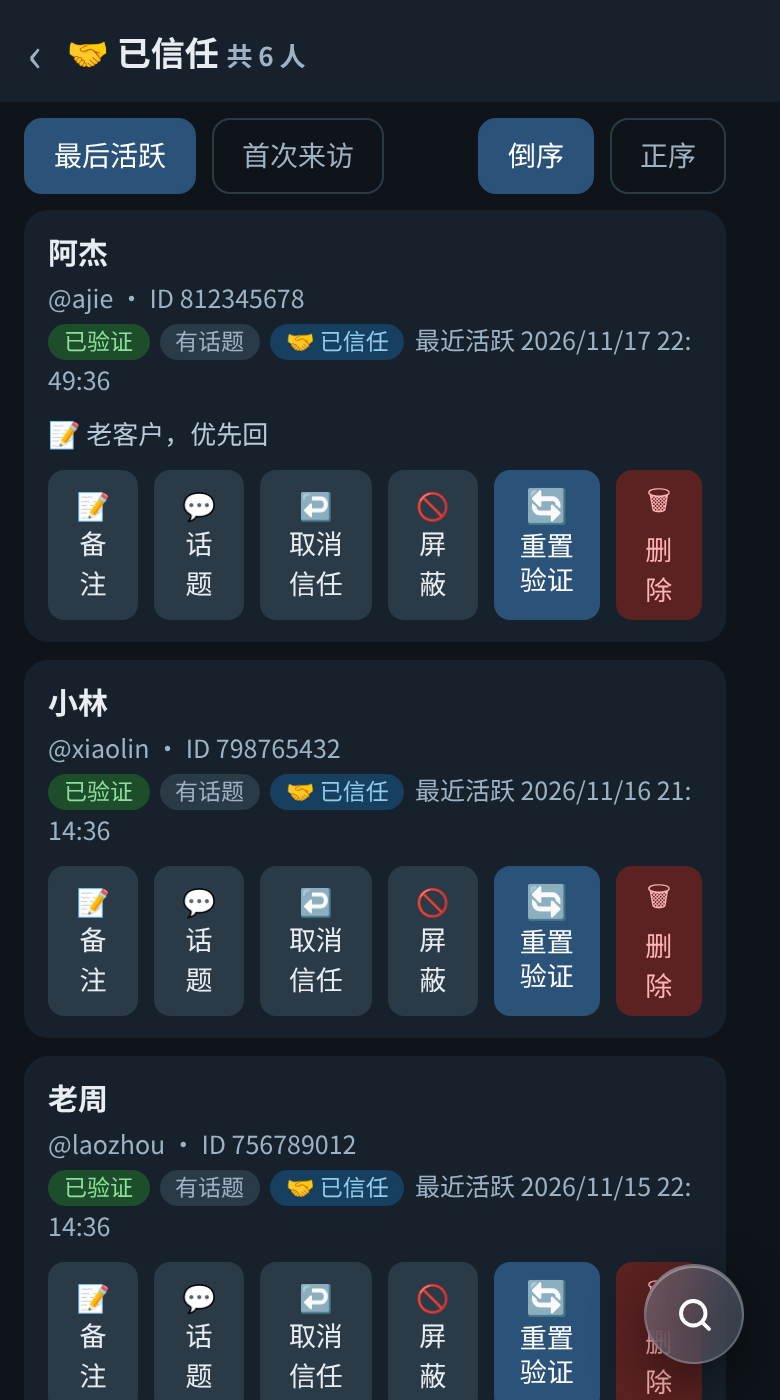 ‹ 🤝 已信任 共 6 人
最后活跃 首次来访 倒序 正序
阿杰
@ajie · ID 812345678
已验证 有话题 🤝 已信任 最近活跃 2026/11/17 22:
49:36
📝 老客户，优先回
📝 💬 ↩️ 🚫 🔄 🗑
备 话 取消 屏 重置 删
注 题 信任 蔽 验证 除
小林
@xiaolin · ID 798765432
已验证 有话题 🤝 已信任 最近活跃 2026/11/16 21:
14:36
📝 💬 ↩️ 🚫 🔄 🗑
备 话 取消 屏 重置 删
注 题 信任 蔽 验证 除
老周
@laozhou · ID 756789012
已验证 有话题 🤝 已信任 最近活跃 2026/11/15 22:
14:36
📝 💬 ↩️ 🚫 🔄
备 话 取消 屏 重置 删
注 题 信任 蔽 验证 除